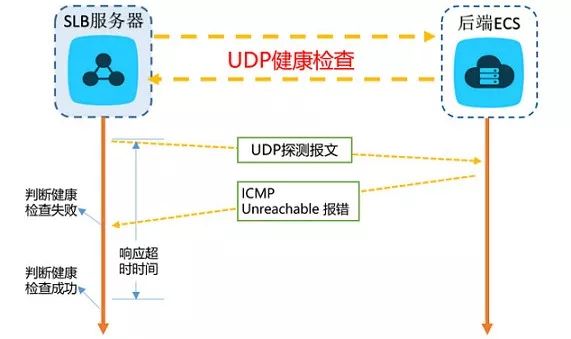 SLB服务器
后端ECS
UDP健康检查
UDP探测报文
ICMP
Unreachable 报错
判断健康
检查失败
响应超
时时间
判断健康
检查成功